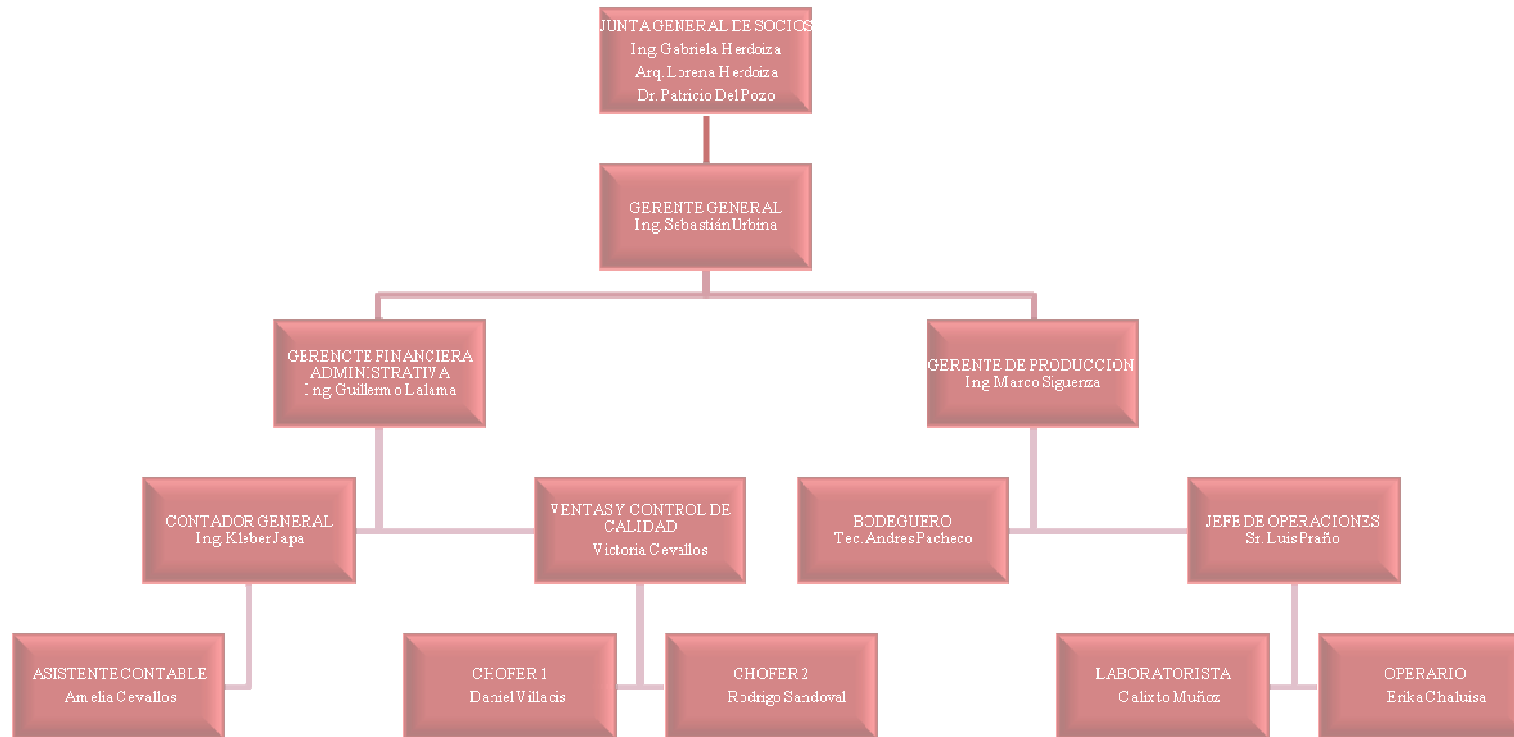 JUNTA GENERAL DE SOCIOS
Ing. Gabriela Herdoiza
Arq. Lorena Herdoiza
Dr. Patricio Del Pozo
GERENTE GENERAL
Ing. Sebastián Urbina
GERENCTE FINANCIERA
ADMINISTRATIVA
Ing. Guillermo Lalama
GERENTE DE PRODUCCION
Ing. Marco Siguenza
CONTADOR GENERAL
Ing. Kleber Japa
VENTAS Y CONTROL DE
CALIDAD
Victoria Cevallos
BODEGUERO
Tec. Andres Pacheco
JEFE DE OPERACIONES
Sr. Luis Praño
ASISTENTE CONTABLE
Amelia Cevallos
CHOFER 1
Daniel Villacis
CHOFER 2
Rodrigo Sandoval
LABORATORISTA
Calixto Muñoz
OPERARIO
Erika Chaluisa